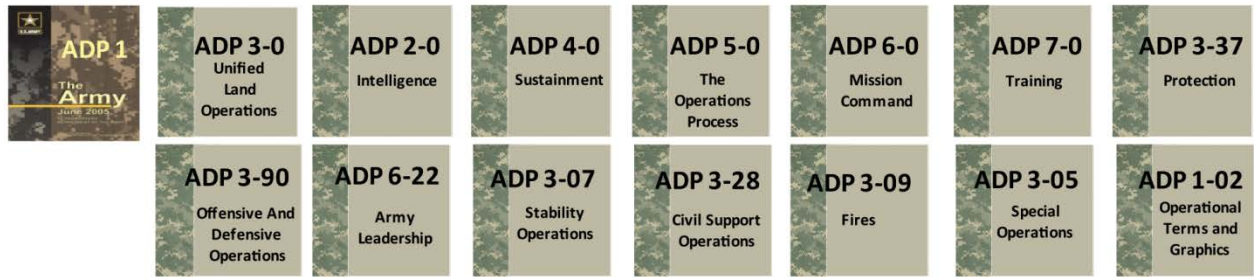 U.S. ARMY
ADP 1
The
Army
June 2005
ADP 3-0
Unified
Land
Operations
ADP 2-0
Intelligence
ADP 4-0
Sustainment
ADP 5-0
The
Operations
Process
ADP 6-0
Mission
Command
ADP 7-0
Training
ADP 3-37
Protection
ADP 3-90
Offensive And
Defensive
Operations
ADP 6-22
Army
Leadership
ADP 3-07
Stability
Operations
ADP 3-28
Civil Support
Operations
ADP 3-09
Fires
ADP 3-05
Special
Operations
ADP 1-02
Operational
Terms and
Graphics